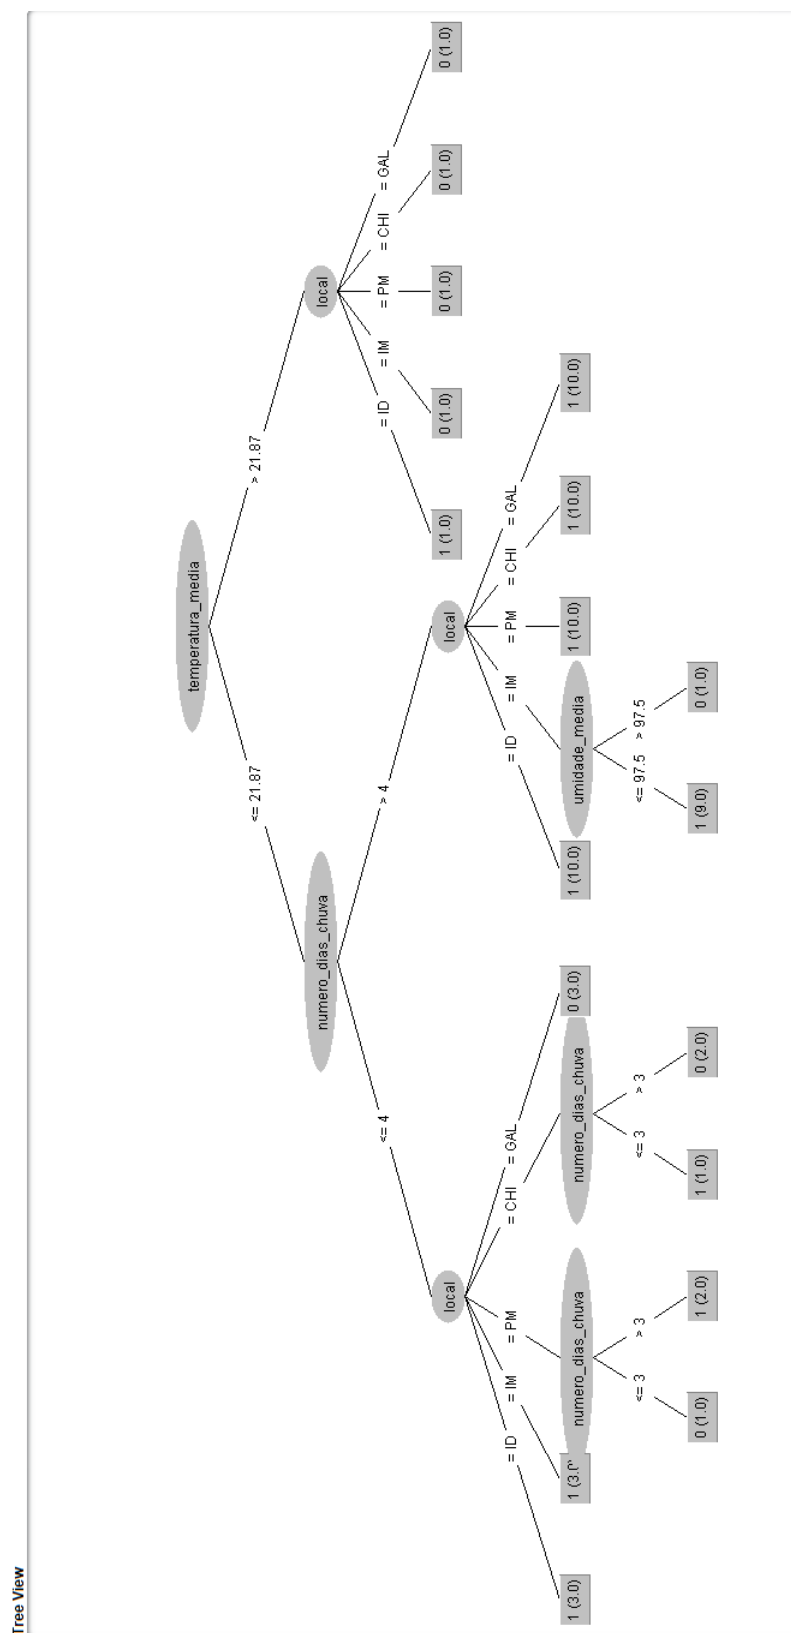 Tree View
temperatura_media
<= 21.87 > 21.87
numero_dias_chuva local
<= 4 > 4 = ID = IM = PM = CHI = GAL
local local 1 (1.0) 0 (1.0) 0 (1.0) 0 (1.0) 0 (1.0)
= ID = IM = PM = CHI = GAL = ID = IM = PM = CHI = GAL
1 (3.0) 1 (3.0) numero_dias_chuva numero_dias_chuva 0 (3.0) 1 (10.0) umidade_media 1 (10.0) 1 (10.0) 1 (10.0)
<= 3 > 3 <= 3 > 3 <= 97.5 > 97.5
0 (1.0) 1 (2.0) 1 (1.0) 0 (2.0) 1 (9.0) 0 (1.0)